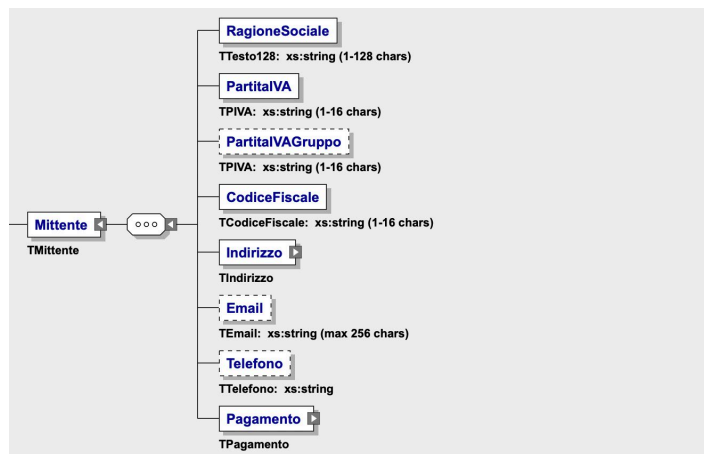 RagioneSociale
TTesto128: xs:string (1-128 chars)
PartitaIVA
TPIVA: xs:string (1-16 chars)
PartitaIVAGruppo
TPIVA: xs:string (1-16 chars)
CodiceFiscale
TCodiceFiscale: xs:string (1-16 chars)
Mittente
TMittente
Indirizzo
TIndirizzo
Email
TEmail: xs:string (max 256 chars)
Telefono
TTelefono: xs:string
Pagamento
TPagamento